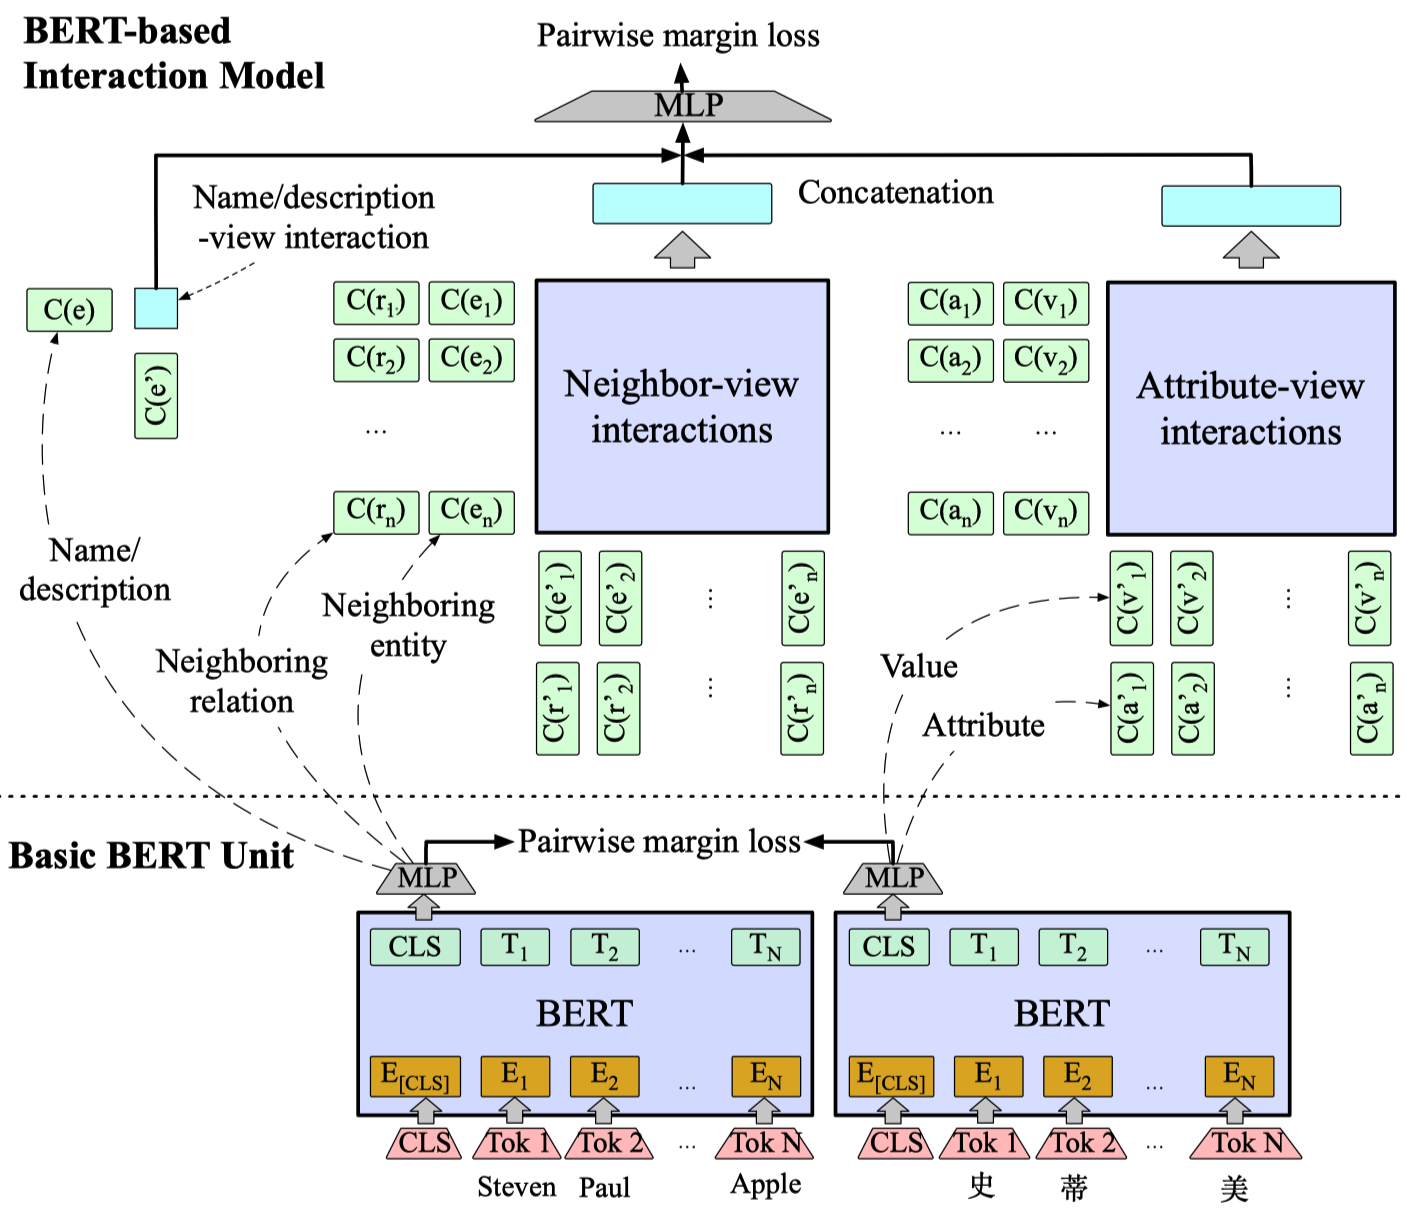 BERT-based
Interaction Model
Pairwise margin loss
MLP
Name/description
-view interaction
Concatenation
C(e)
C(e')
C(r₁) C(e₁)
C(r₂) C(e₂)
...
C(rₙ) C(eₙ)
Neighbor-view
interactions
C(e'₁) C(e'₂) ... C(e'ₙ)
C(r'₁) C(r'₂) ... C(r'ₙ)
C(a₁) C(v₁)
C(a₂) C(v₂)
... ...
C(aₙ) C(vₙ)
Attribute-view
interactions
C(v'₁) C(v'₂) ... C(v'ₙ)
C(a'₁) C(a'₂) ... C(a'ₙ)
Name/
description
Neighboring
relation
Neighboring
entity
Value
Attribute
Basic BERT Unit
Pairwise margin loss
MLP
MLP
CLS T₁ T₂ ... T_N
BERT
E[CLS] E₁ E₂ ... E_N
CLS Tok 1 Tok 2 ... Tok N
Steven Paul Apple
CLS T₁ T₂ ... T_N
BERT
E[CLS] E₁ E₂ ... E_N
CLS Tok 1 Tok 2 ... Tok N
史 蒂 美